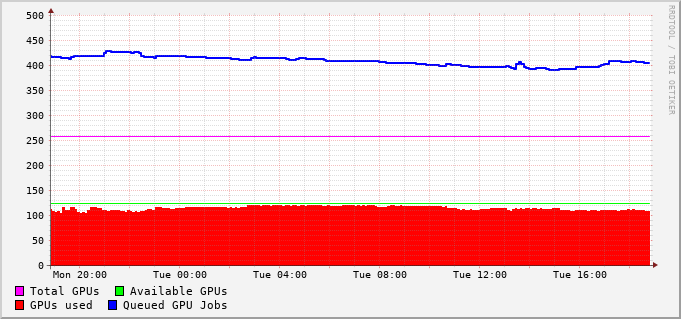 500
450
400
350
300
250
200
150
100
50
0
Mon 20:00 Tue 00:00 Tue 04:00 Tue 08:00 Tue 12:00 Tue 16:00
Total GPUs Available GPUs
GPUs used Queued GPU Jobs
RRDTOOL / TOBI OETIKER